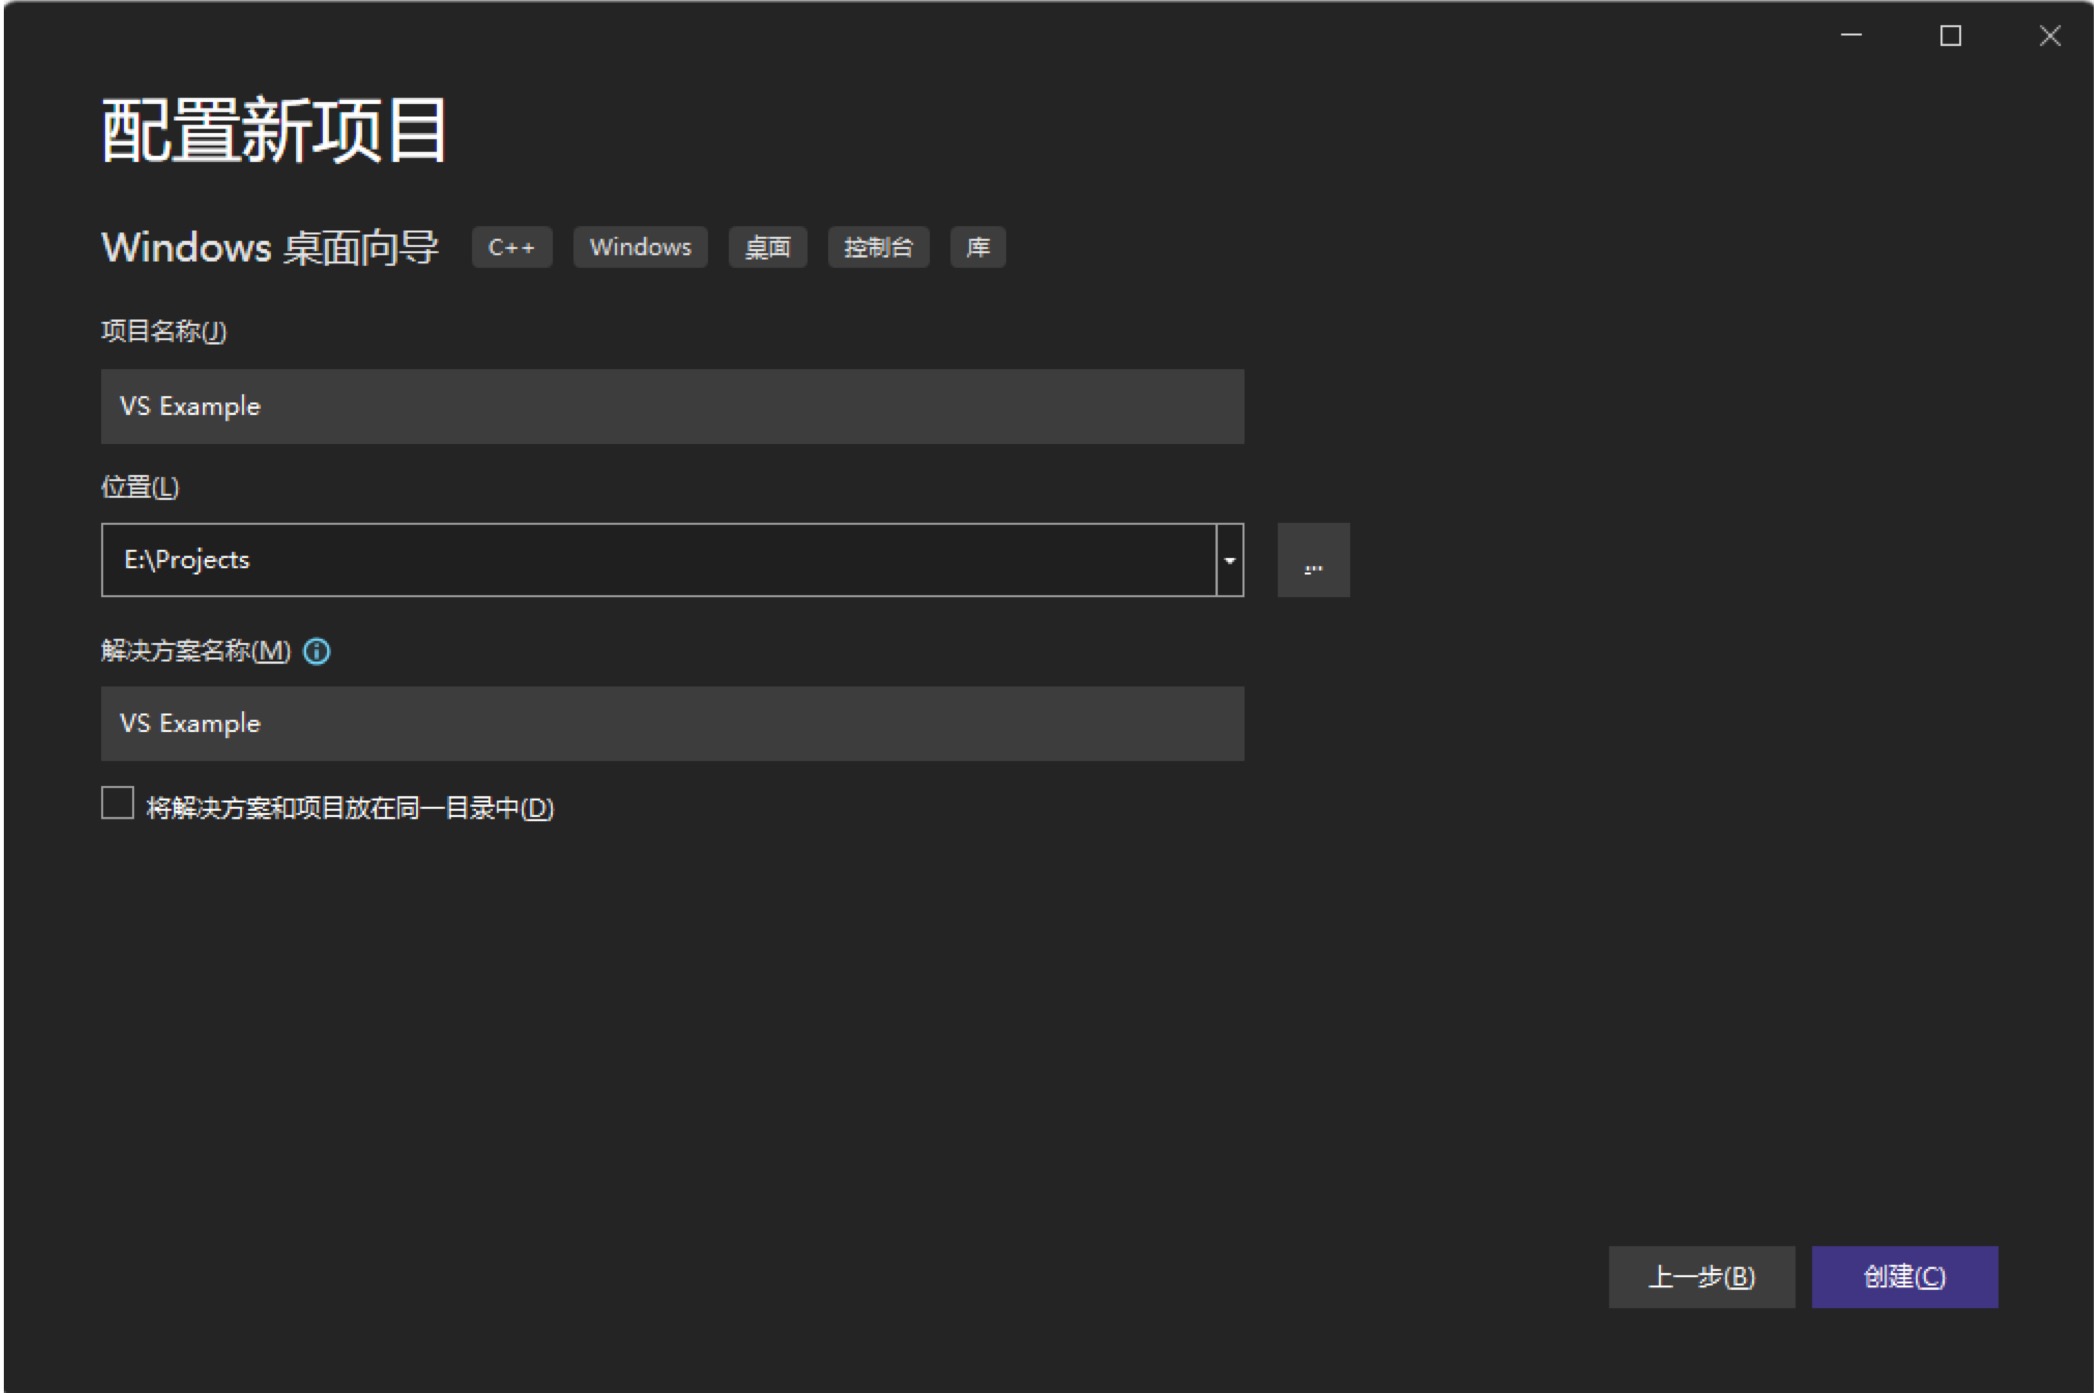 配置新项目
Windows 桌面向导 C++ Windows 桌面 控制台 库
项目名称(J)
VS Example
位置(L)
E:\Projects
...
解决方案名称(M)
VS Example
将解决方案和项目放在同一目录中(D)
上一步(B) 创建(C)